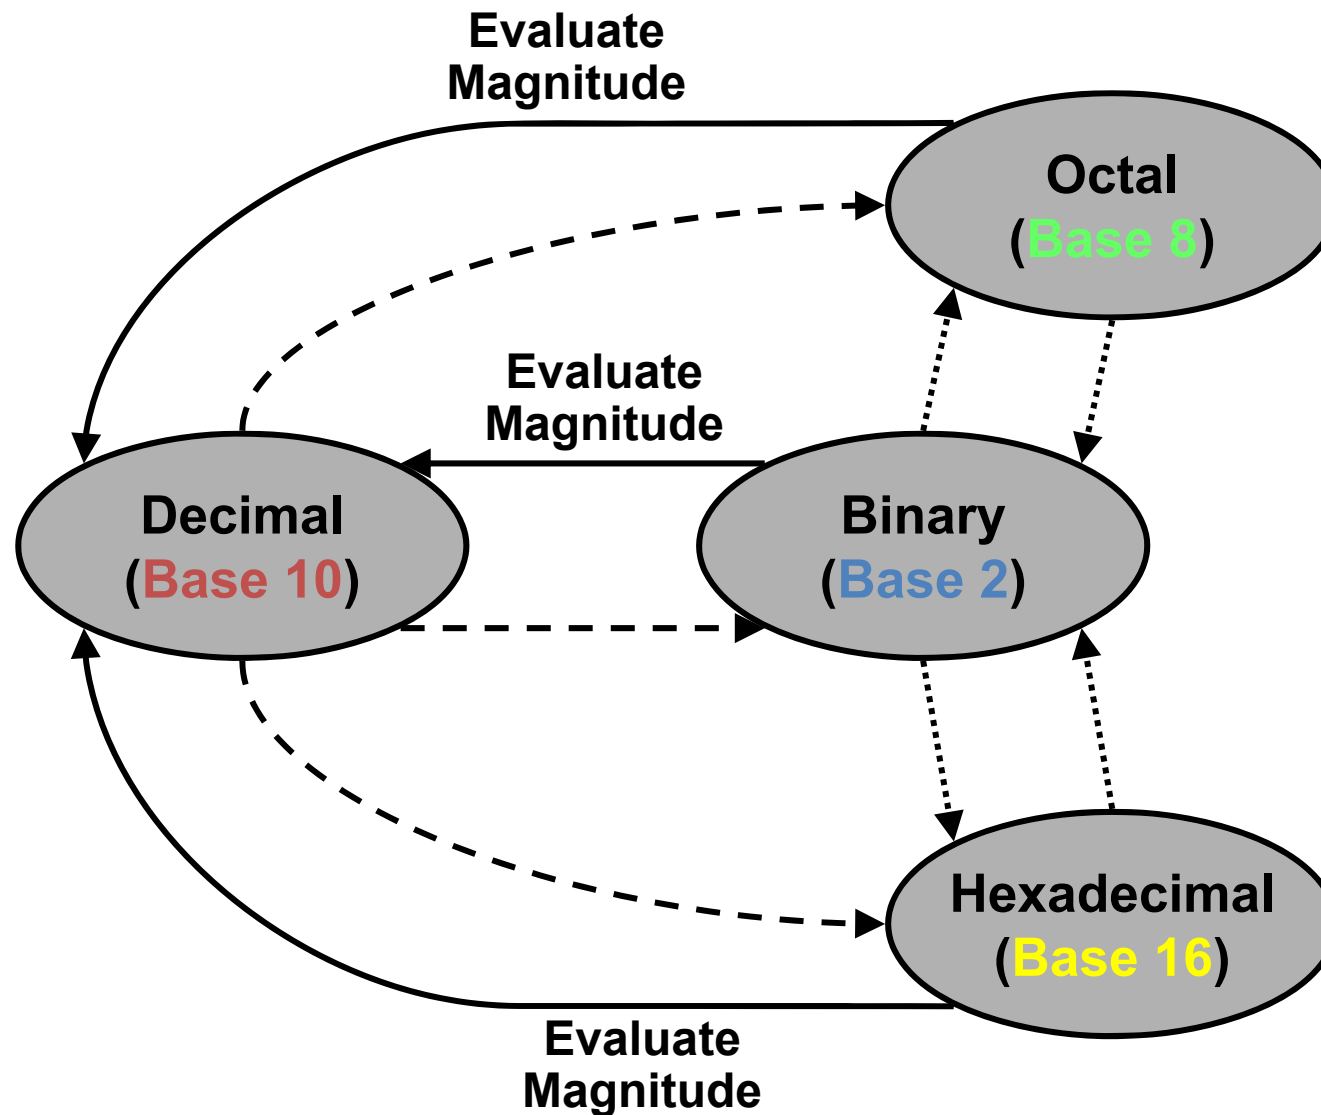 Evaluate
Magnitude
Octal
(Base 8)
Evaluate
Magnitude
Decimal
(Base 10)
Binary
(Base 2)
Hexadecimal
(Base 16)
Evaluate
Magnitude